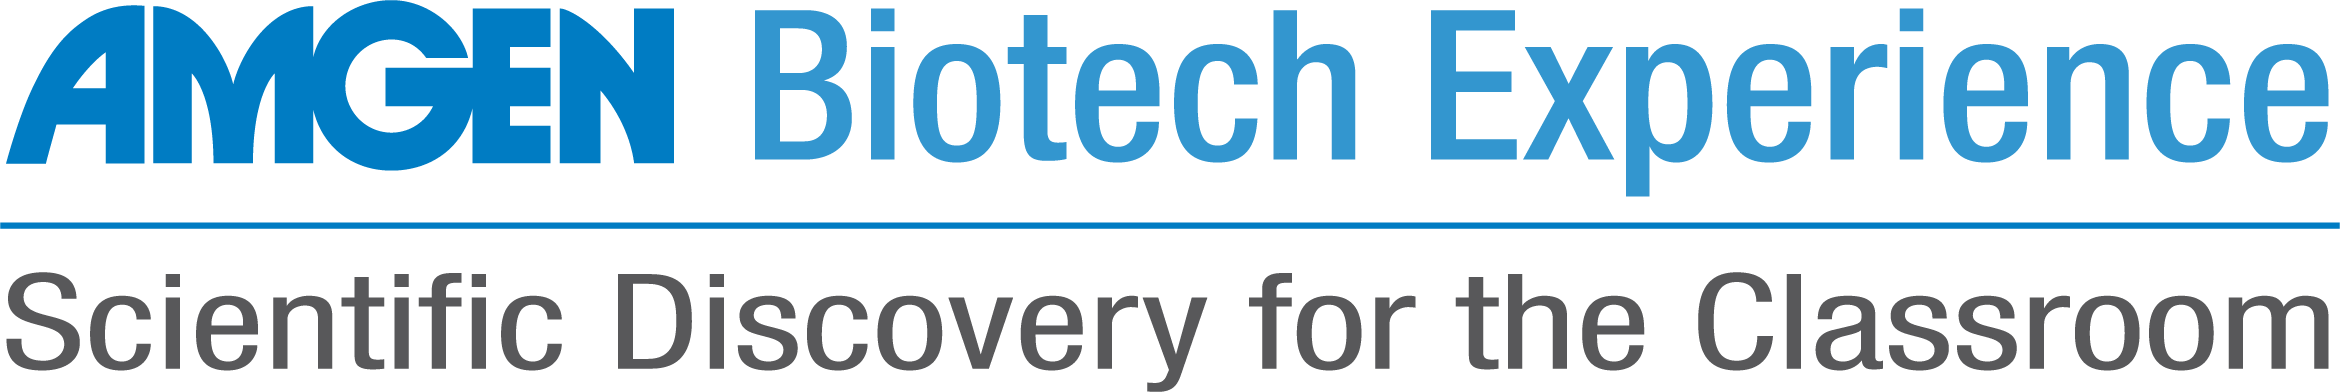 AMGEN Biotech Experience
Scientific Discovery for the Classroom